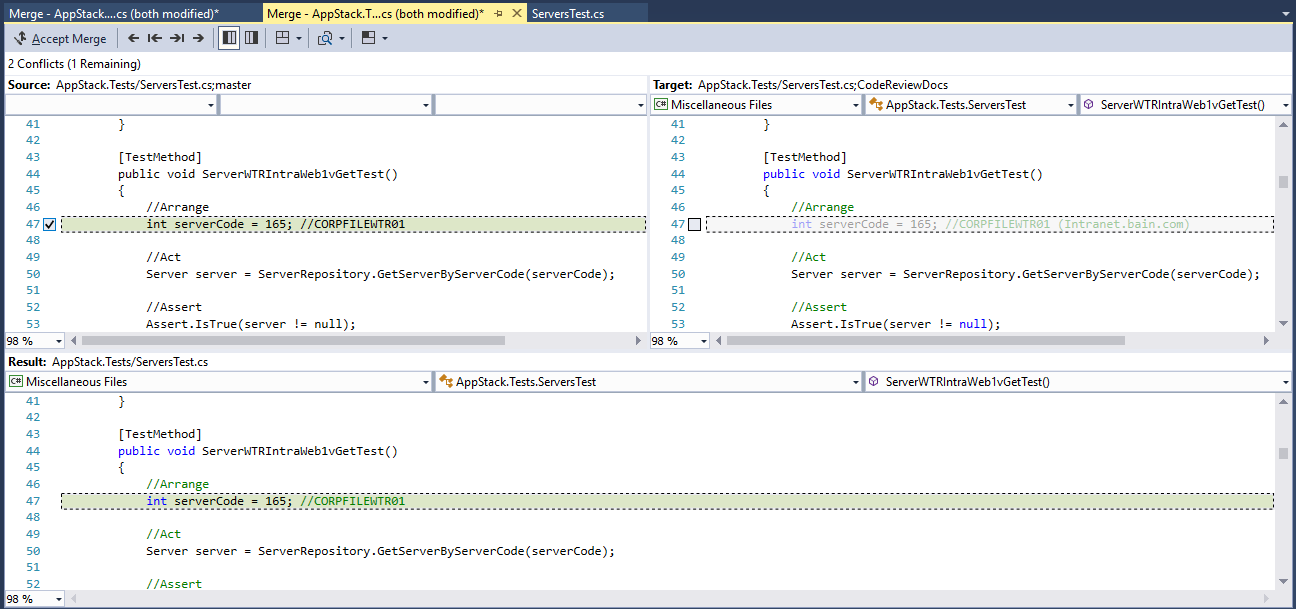 Merge - AppStack....cs (both modified)* Merge - AppStack.T...cs (both modified)* ServersTest.cs
Accept Merge
2 Conflicts (1 Remaining)
Source: AppStack.Tests/ServersTest.cs;master
41 }
42
43 [TestMethod]
44 public void ServerWTRIntraWeb1vGetTest()
45 {
46 //Arrange
47 int serverCode = 165; //CORPFILEWTR01
48
49 //Act
50 Server server = ServerRepository.GetServerByServerCode(serverCode);
51
52 //Assert
53 Assert.IsTrue(server != null);
98 %
Target: AppStack.Tests/ServersTest.cs;CodeReviewDocs
C# Miscellaneous Files AppStack.Tests.ServersTest ServerWTRIntraWeb1vGetTest()
41 }
42
43 [TestMethod]
44 public void ServerWTRIntraWeb1vGetTest()
45 {
46 //Arrange
47 int serverCode = 165; //CORPFILEWTR01 (Intranet.bain.com)
48
49 //Act
50 Server server = ServerRepository.GetServerByServerCode(serverCode);
51
52 //Assert
53 Assert.IsTrue(server != null);
98 %
Result: AppStack.Tests/ServersTest.cs
C# Miscellaneous Files AppStack.Tests.ServersTest ServerWTRIntraWeb1vGetTest()
41 }
42
43 [TestMethod]
44 public void ServerWTRIntraWeb1vGetTest()
45 {
46 //Arrange
47 int serverCode = 165; //CORPFILEWTR01
48
49 //Act
50 Server server = ServerRepository.GetServerByServerCode(serverCode);
51
52 //Assert
98 %